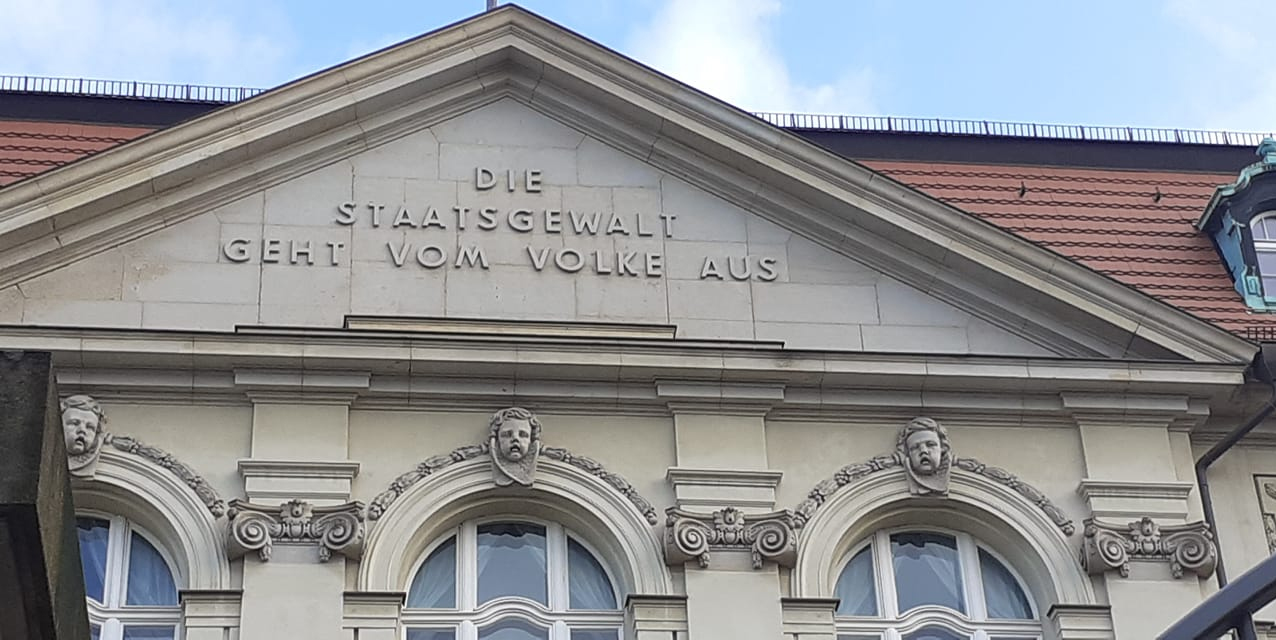 DIE
STAATSGEWALT
GEHT VOM VOLKE AUS